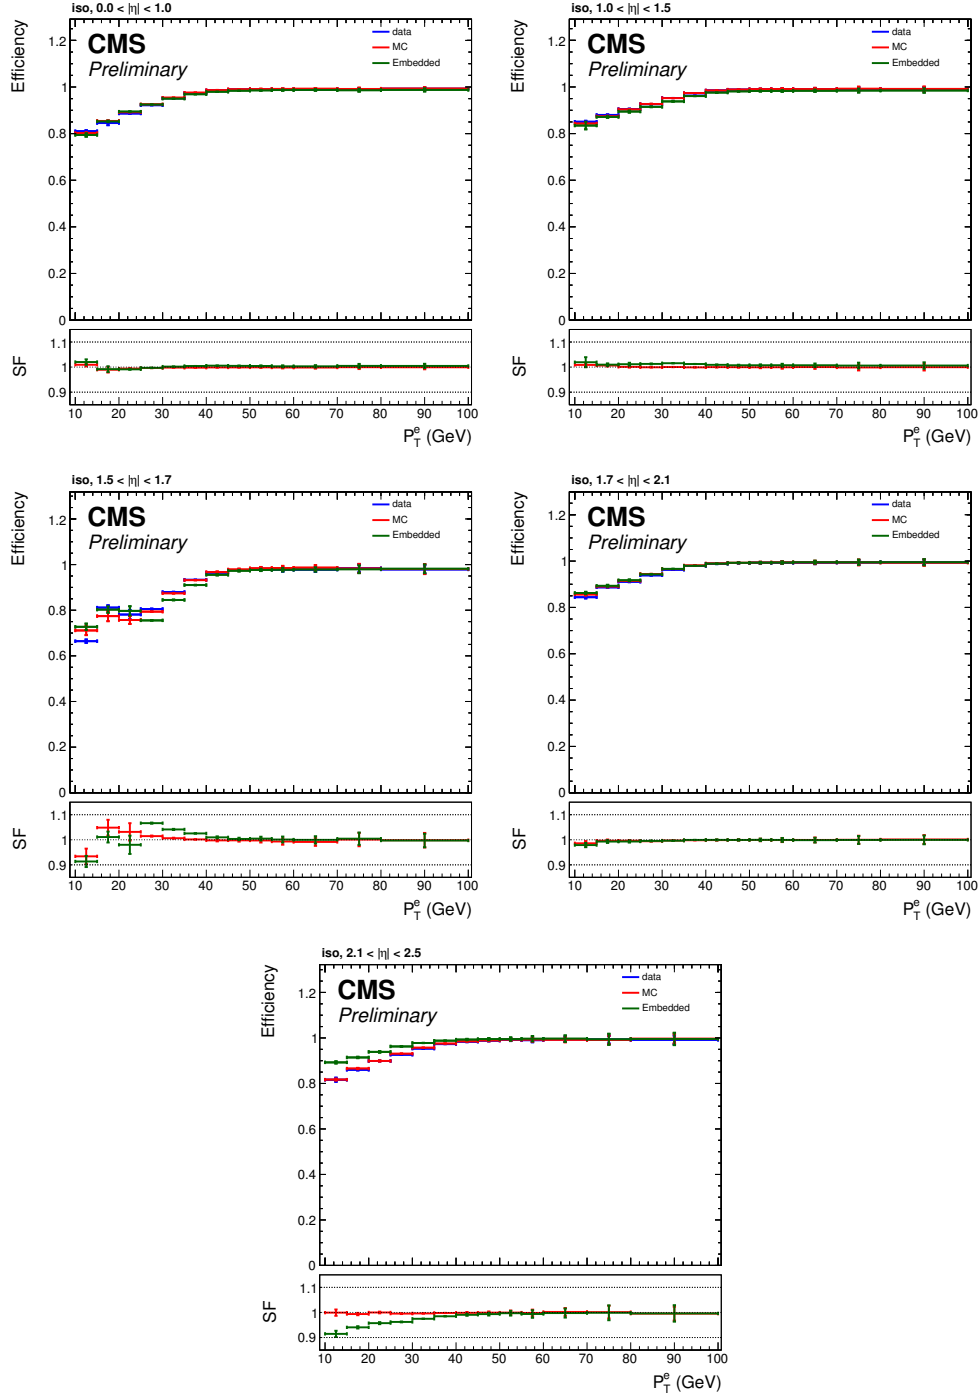 iso, 0.0 < |η| < 1.0
Efficiency
CMS
Preliminary
data
MC
Embedded
1.2
1
0.8
0.6
0.4
0.2
0
SF
1.1
1
0.9
10 20 30 40 50 60 70 80 90 100
P_T^e (GeV)
iso, 1.0 < |η| < 1.5
Efficiency
CMS
Preliminary
data
MC
Embedded
1.2
1
0.8
0.6
0.4
0.2
0
SF
1.1
1
0.9
10 20 30 40 50 60 70 80 90 100
P_T^e (GeV)
iso, 1.5 < |η| < 1.7
Efficiency
CMS
Preliminary
data
MC
Embedded
1.2
1
0.8
0.6
0.4
0.2
0
SF
1.1
1
0.9
10 20 30 40 50 60 70 80 90 100
P_T^e (GeV)
iso, 1.7 < |η| < 2.1
Efficiency
CMS
Preliminary
data
MC
Embedded
1.2
1
0.8
0.6
0.4
0.2
0
SF
1.1
1
0.9
10 20 30 40 50 60 70 80 90 100
P_T^e (GeV)
iso, 2.1 < |η| < 2.5
Efficiency
CMS
Preliminary
data
MC
Embedded
1.2
1
0.8
0.6
0.4
0.2
0
SF
1.1
1
0.9
10 20 30 40 50 60 70 80 90 100
P_T^e (GeV)